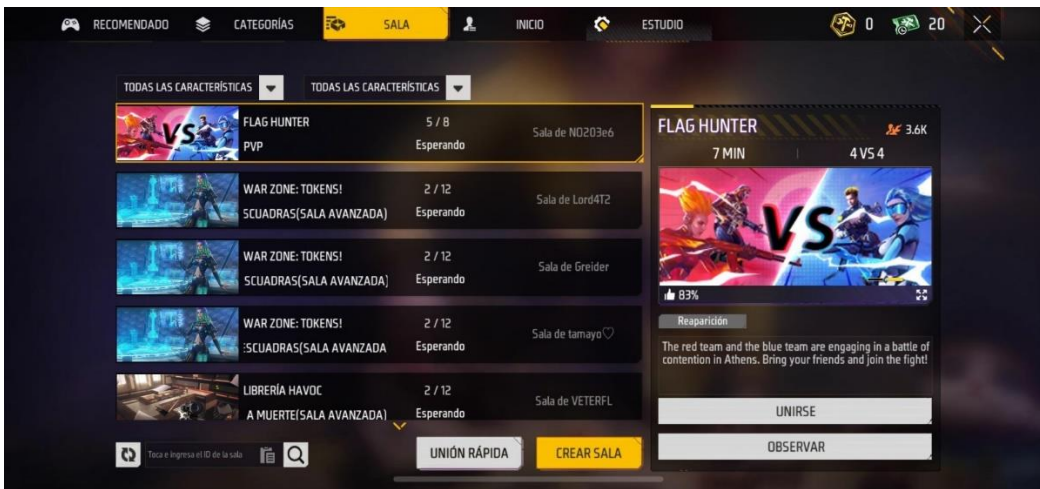 RECOMENDADO
CATEGORÍAS
SALA
INICIO
ESTUDIO
0
20
TODAS LAS CARACTERÍSTICAS
TODAS LAS CARACTERÍSTICAS
VS
FLAG HUNTER
5 / 8
Sala de NO203e6
PVP
Esperando
WAR ZONE: TOKENS!
2 / 12
Sala de Lord4T2
SCUADRAS(SALA AVANZADA)
Esperando
WAR ZONE: TOKENS!
2 / 12
Sala de Greider
SCUADRAS(SALA AVANZADA)
Esperando
WAR ZONE: TOKENS!
2 / 12
Sala de tamayo♡
ESCUADRAS(SALA AVANZADA
Esperando
LIBRERÍA HAVOC
2 / 12
Sala de VETERFL
A MUERTE(SALA AVANZADA)
Esperando
Toca e ingresa el ID de la sala
UNIÓN RÁPIDA
CREAR SALA
FLAG HUNTER
3.6K
7 MIN
4 VS 4
VS
83%
Reaparición
The red team and the blue team are engaging in a battle of
contention in Athens. Bring your friends and join the fight!
UNIRSE
OBSERVAR